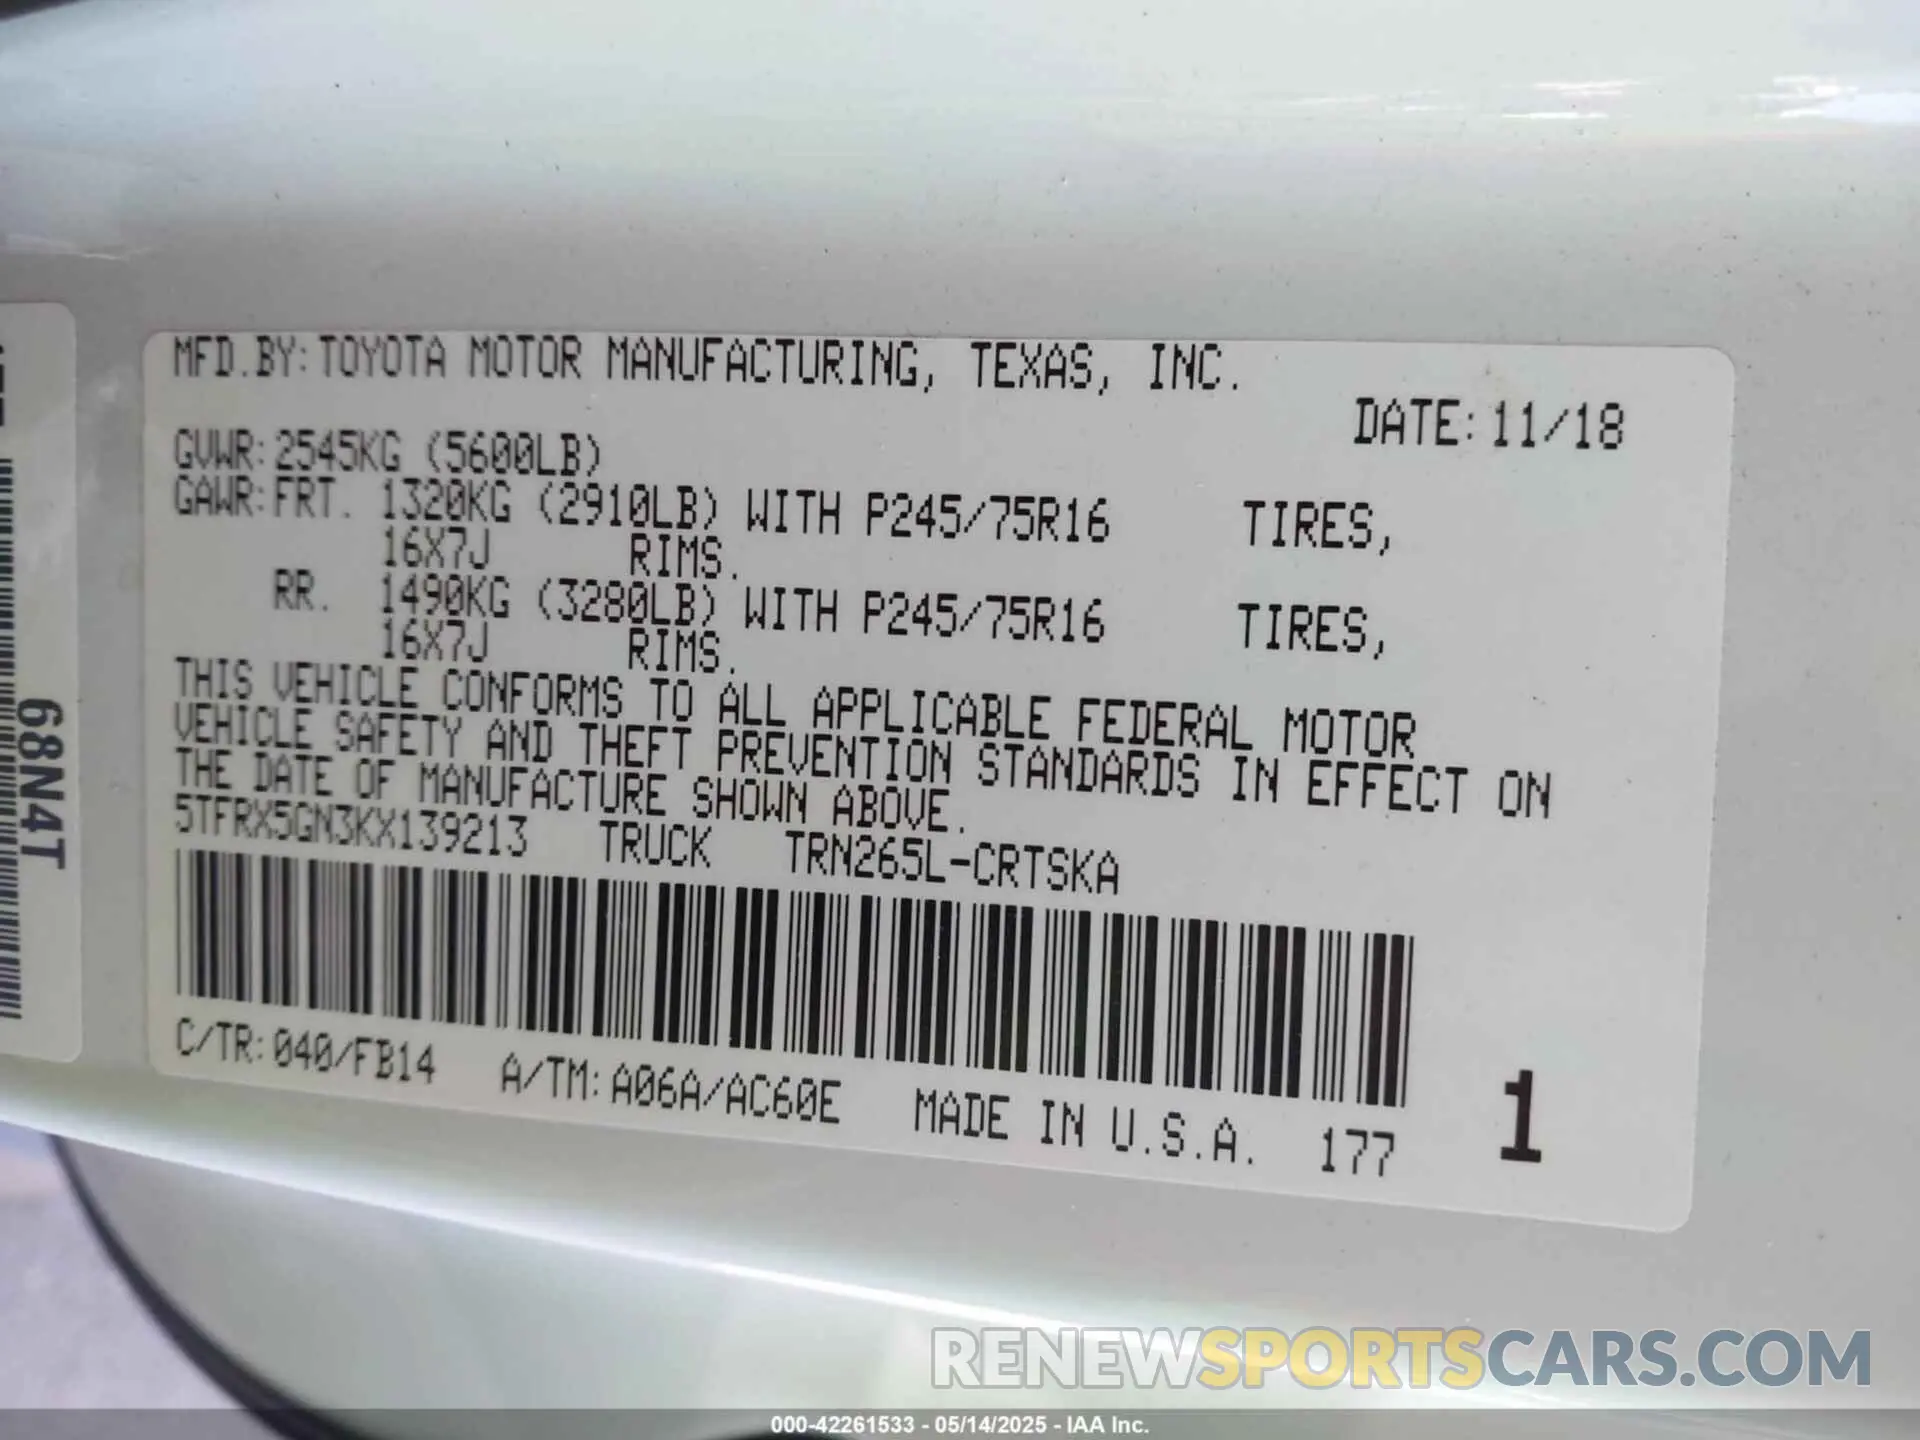 MFD.BY:TOYOTA MOTOR MANUFACTURING, TEXAS, INC.
DATE:11/18
GVWR:2545KG (5600LB)
GAWR:FRT. 1320KG (2910LB) WITH P245/75R16 TIRES,
16X7J RIMS.
RR. 1490KG (3280LB) WITH P245/75R16 TIRES,
16X7J RIMS.
THIS VEHICLE CONFORMS TO ALL APPLICABLE FEDERAL MOTOR
VEHICLE SAFETY AND THEFT PREVENTION STANDARDS IN EFFECT ON
THE DATE OF MANUFACTURE SHOWN ABOVE.
5TFRX5GN3KX139213 TRUCK TRN265L-CRTSKA
C/TR:040/FB14 A/TM:A06A/AC60E MADE IN U.S.A. 177 1
68N4T
RENEWSPORTSCARS.COM
000-42261533 - 05/14/2025 - IAA Inc.